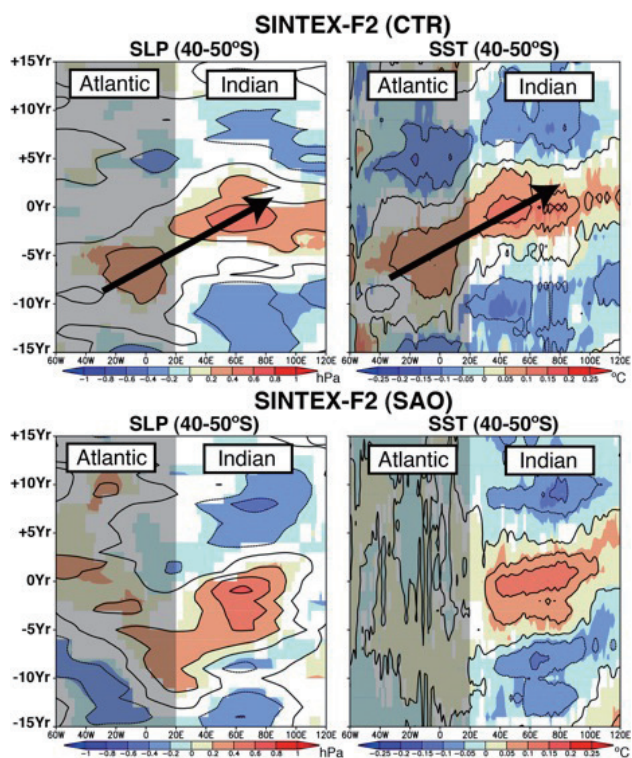 SINTEX-F2 (CTR)
SLP (40-50°S) SST (40-50°S)
Atlantic Indian Atlantic Indian
+15Yr
+10Yr
+5Yr
0Yr
-5Yr
-10Yr
-15Yr
60W 40W 20W 0 20E 40E 60E 80E 100E 120E 60W 40W 20W 0 20E 40E 60E 80E 100E 120E
-1 -0.8 -0.6 -0.4 -0.2 0 0.2 0.4 0.6 0.8 1 hPa -0.25 -0.2 -0.15 -0.1 -0.05 0 0.05 0.1 0.15 0.2 0.25 ºC
SINTEX-F2 (SAO)
SLP (40-50°S) SST (40-50°S)
Atlantic Indian Atlantic Indian
+15Yr
+10Yr
+5Yr
0Yr
-5Yr
-10Yr
-15Yr
60W 40W 20W 0 20E 40E 60E 80E 100E 120E 60W 40W 20W 0 20E 40E 60E 80E 100E 120E
-1 -0.8 -0.6 -0.4 -0.2 0 0.2 0.4 0.6 0.8 1 hPa -0.25 -0.2 -0.15 -0.1 -0.05 0 0.05 0.1 0.15 0.2 0.25 ºC